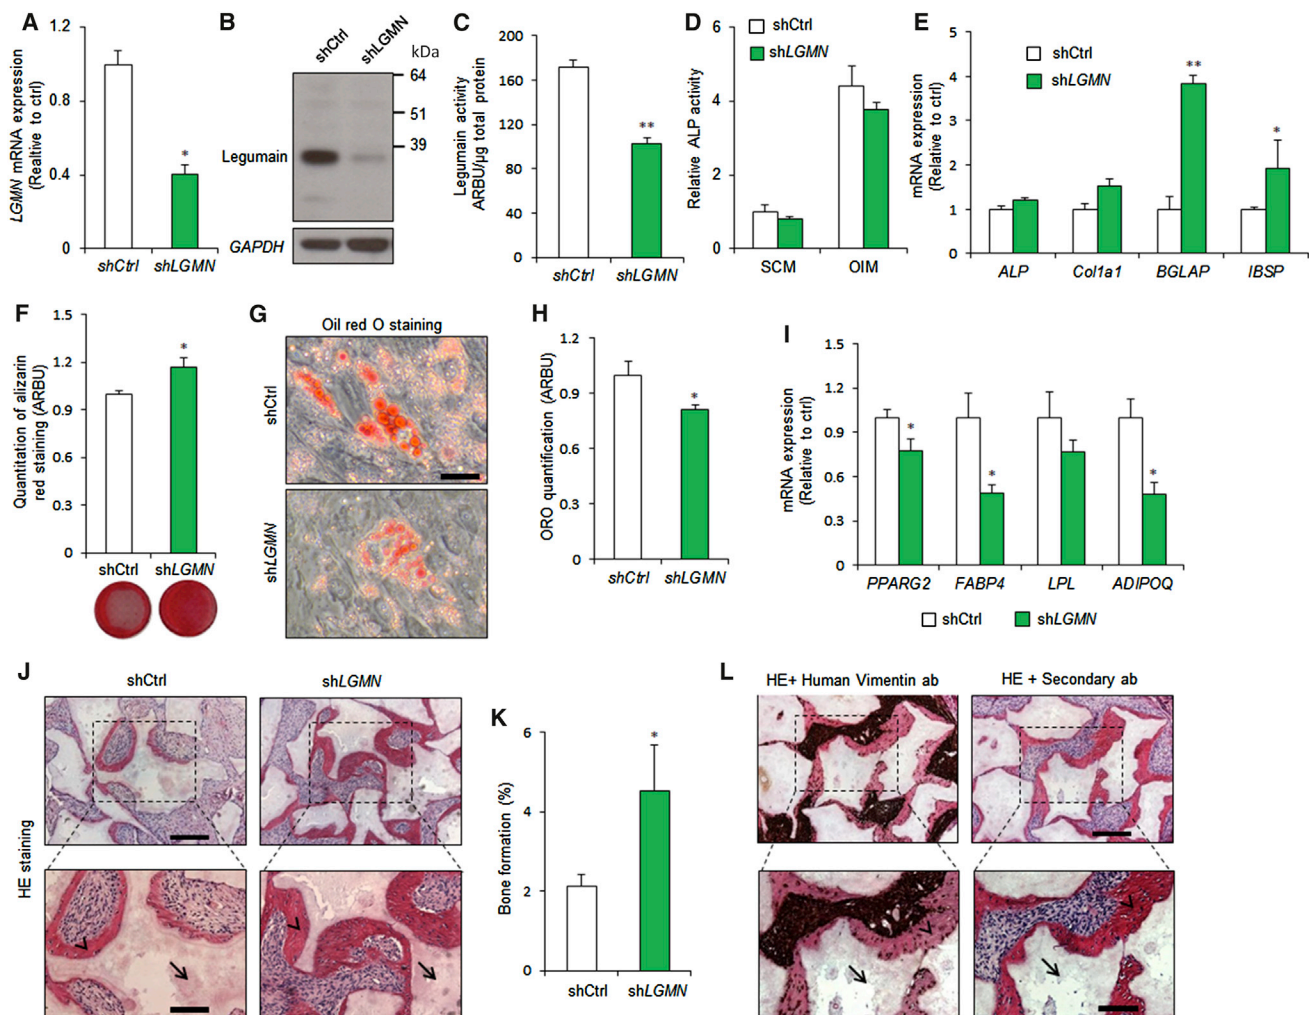 A
LGMN mRNA expression
(Realtive to ctrl)
1.2
0.8
0.4
0
*
shCtrl shLGMN
B
shCtrl
shLGMN
kDa
64
51
39
Legumain
GAPDH
C
Legumain activity
ARBU/µg total protein
200
160
120
80
40
0
**
shCtrl shLGMN
D
shCtrl
shLGMN
Relative ALP activity
6
4
2
0
SCM OIM
E
shCtrl
shLGMN
mRNA expression
(Relative to ctrl)
5
4
3
2
1
0
**
*
ALP Col1a1 BGLAP IBSP
F
Quantitation of alizarin
red staining (ARBU)
1.5
1.2
0.9
0.6
0.3
0
*
shCtrl shLGMN
G
Oil red O staining
shCtrl
shLGMN
H
ORO quantification (ARBU)
1.2
0.9
0.6
0.3
0
*
shCtrl shLGMN
I
mRNA expression
(Relative to ctrl)
1.5
1.2
0.9
0.6
0.3
0
*
*
*
PPARG2 FABP4 LPL ADIPOQ
shCtrl shLGMN
J
shCtrl shLGMN
HE staining
K
Bone formation (%)
6
4
2
0
*
shCtrl shLGMN
L
HE+ Human Vimentin ab HE + Secondary ab